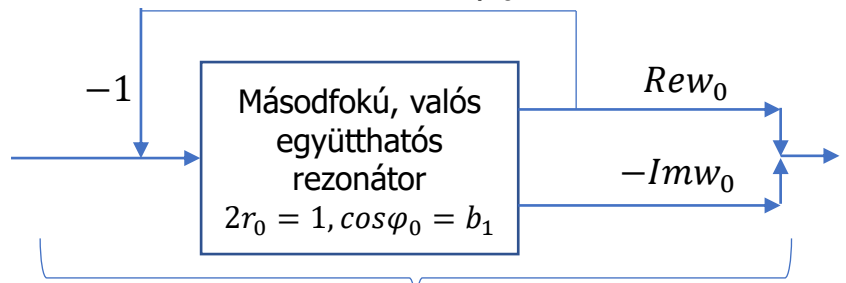 −1
Másodfokú, valós
együtthatós
rezonátor
2r₀ = 1, cosφ₀ = b₁
Rew₀
−Imw₀